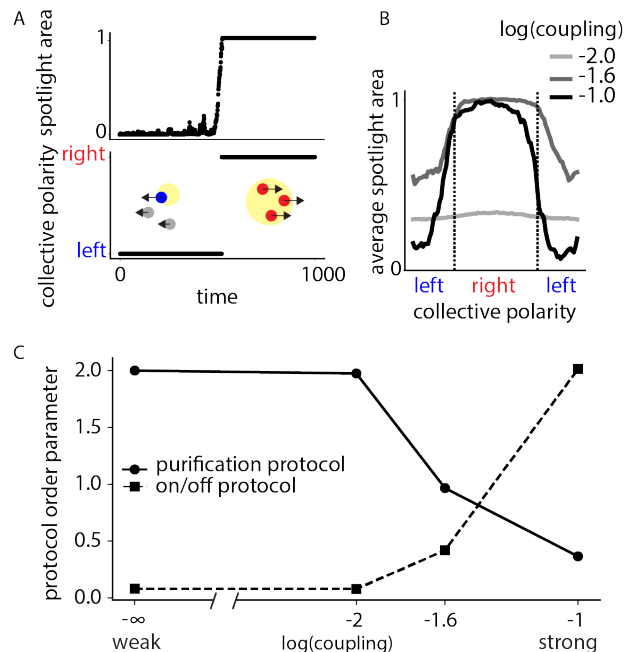 A
spotlight area
1
0
collective polarity
right
left
0
1000
time
B
log(coupling)
-2.0
-1.6
-1.0
average spotlight area
1
0
left
right
left
collective polarity
C
protocol order parameter
2.0
1.5
1.0
0.5
0.0
purification protocol
on/off protocol
-∞
-2
-1.6
-1
weak
log(coupling)
strong